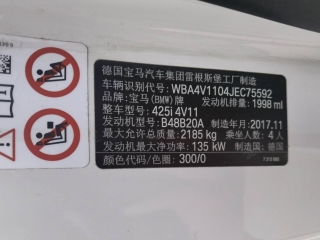 德国宝马汽车集团雷根斯堡工厂制造
车辆识别代号: WBA4V1104JEC75592
品牌: 宝马(BMW)牌 发动机排量: 1998 ml
整车型号: 425i 4V11
发动机型号: B48B20A 制造年月: 2017.11
最大允许总质量: 2185 kg 乘坐人数: 4 人
发动机最大净功率: 135 kW 制造国: 德国
颜色代码/色圈: 300/0